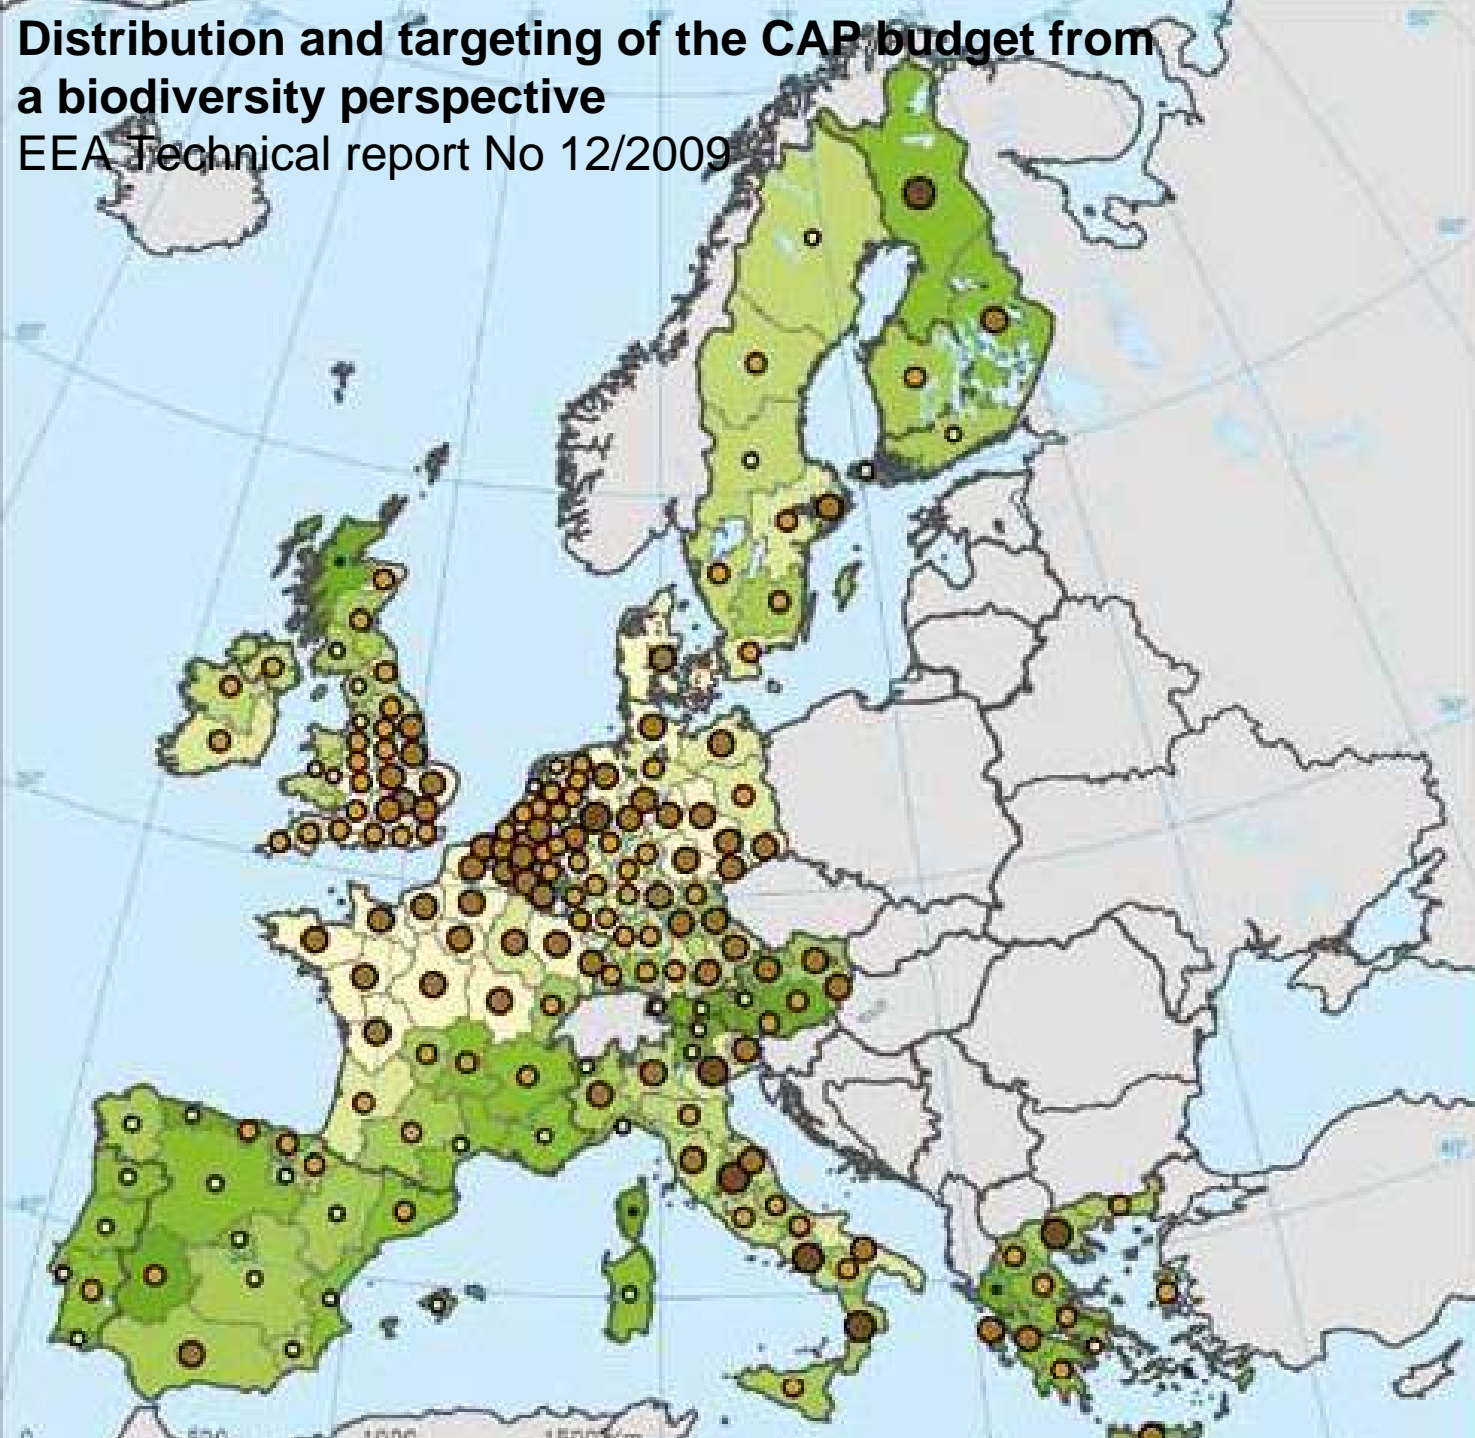 Distribution and targeting of the CAP budget from
a biodiversity perspective
EEA Technical report No 12/2009